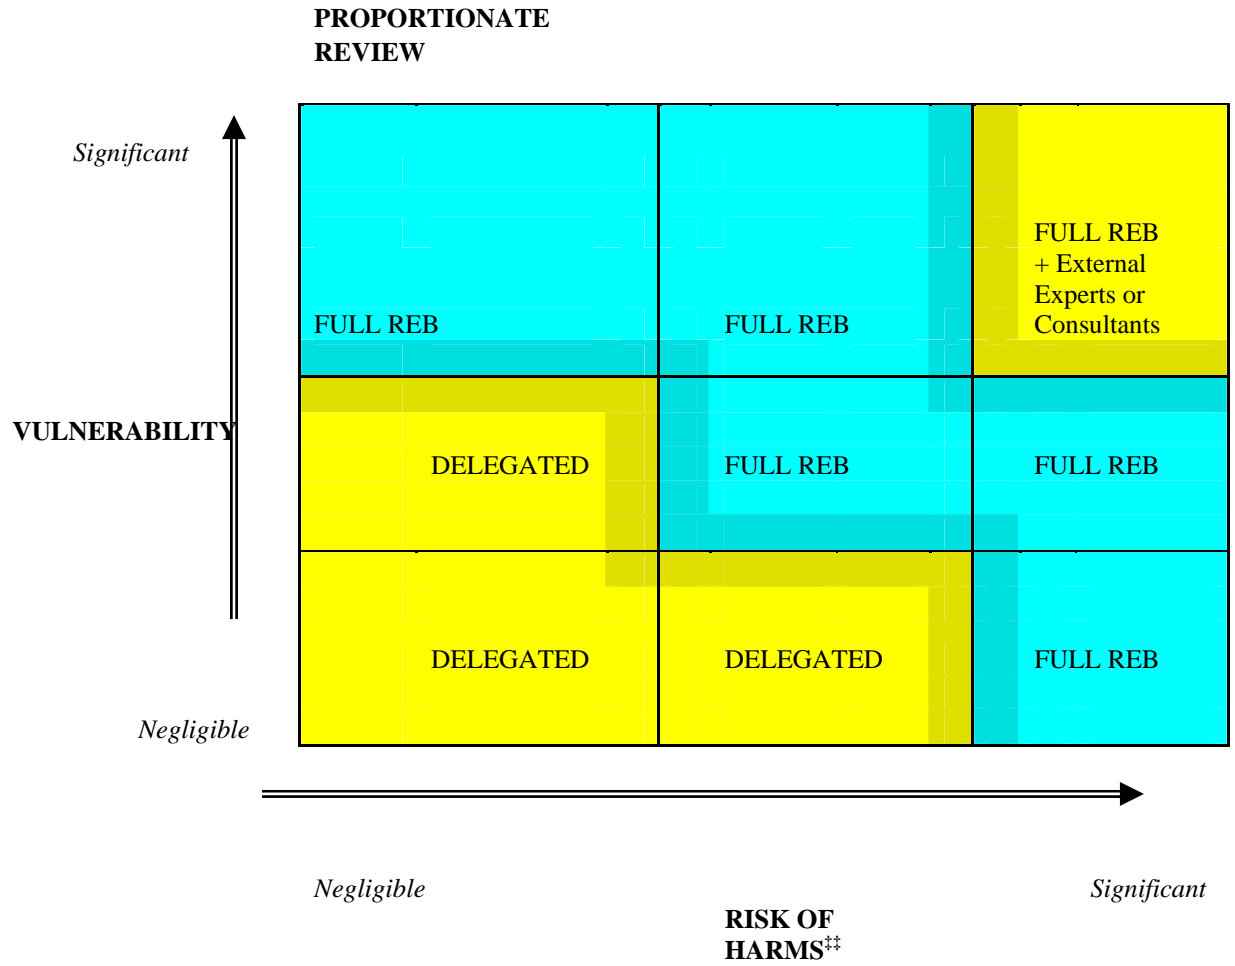 PROPORTIONATE
REVIEW
Significant
FULL REB
+ External
Experts or
Consultants
FULL REB
FULL REB
VULNERABILITY
DELEGATED
FULL REB
FULL REB
DELEGATED
DELEGATED
FULL REB
Negligible
Negligible
Significant
RISK OF
HARMS‡‡